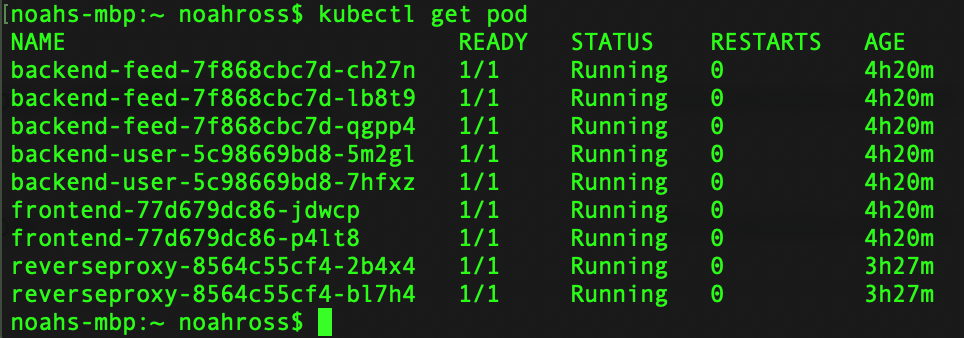 [noahs-mbp:~ noahross$ kubectl get pod
NAME READY STATUS RESTARTS AGE
backend-feed-7f868cbc7d-ch27n 1/1 Running 0 4h20m
backend-feed-7f868cbc7d-lb8t9 1/1 Running 0 4h20m
backend-feed-7f868cbc7d-qgpp4 1/1 Running 0 4h20m
backend-user-5c98669bd8-5m2gl 1/1 Running 0 4h20m
backend-user-5c98669bd8-7hfxz 1/1 Running 0 4h20m
frontend-77d679dc86-jdwcp 1/1 Running 0 4h20m
frontend-77d679dc86-p4lt8 1/1 Running 0 4h20m
reverseproxy-8564c55cf4-2b4x4 1/1 Running 0 3h27m
reverseproxy-8564c55cf4-bl7h4 1/1 Running 0 3h27m
noahs-mbp:~ noahross$